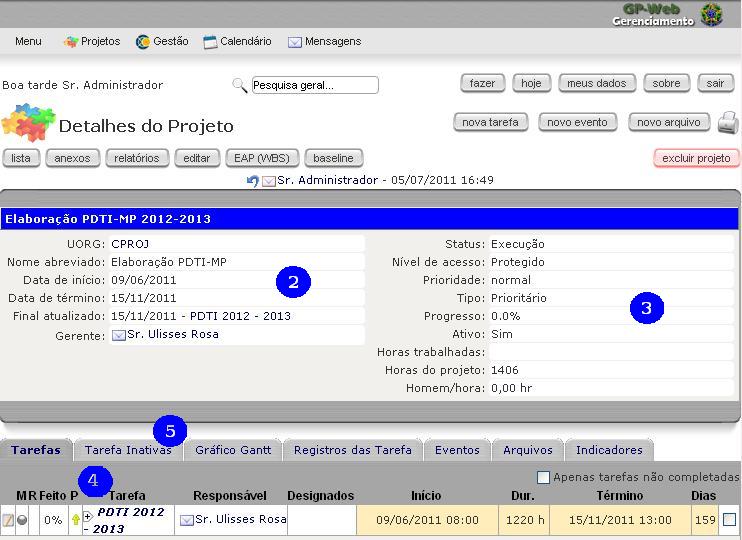 GP-Web
Gerenciamento
Menu Projetos Gestão Calendário Mensagens
Boa tarde Sr. Administrador Pesquisa geral... fazer hoje meus dados sobre sair
Detalhes do Projeto nova tarefa novo evento novo arquivo
lista anexos relatórios editar EAP (WBS) baseline excluir projeto
Sr. Administrador - 05/07/2011 16:49
Elaboração PDTI-MP 2012-2013
UORG: CPROJ
Nome abreviado: Elaboração PDTI-MP
Data de início: 09/06/2011
Data de término: 15/11/2011
Final atualizado: 15/11/2011 - PDTI 2012 - 2013
Gerente: Sr. Ulisses Rosa
2
Status: Execução
Nível de acesso: Protegido
Prioridade: normal
Tipo: Prioritário
Progresso: 0.0%
Ativo: Sim
Horas trabalhadas:
Horas do projeto: 1406
Homem/hora: 0,00 hr
3
5
Tarefas Tarefa Inativas Gráfico Gantt Registros das Tarefa Eventos Arquivos Indicadores
4
Apenas tarefas não completadas
M R Feito P Tarefa Responsável Designados Início Dur. Término Dias
0% PDTI 2012 Sr. Ulisses Rosa 09/06/2011 08:00 1220 h 15/11/2011 13:00 159
- 2013